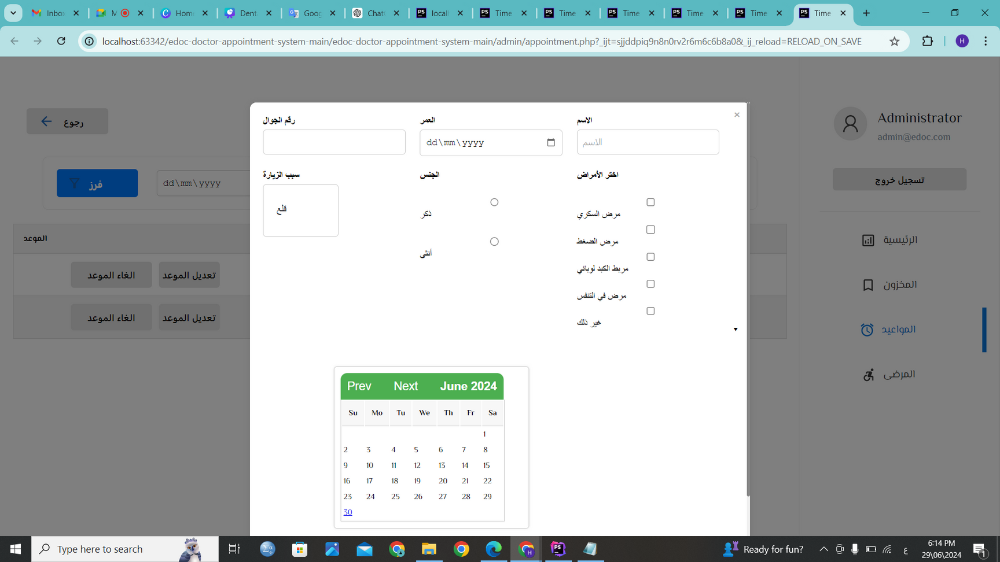 Inbox
M
Home
Denta
Goog
ChatG
locall
Time
Time
Time
Time
Time
Time
localhost:63342/edoc-doctor-appointment-system-main/edoc-doctor-appointment-system-main/admin/appointment.php?_ijt=sjjddpiq9n8n0rv2r6m6c6b8a0&_ij_reload=RELOAD_ON_SAVE
H
Administrator
admin@edoc.com
تسجيل خروج
الرئيسية
المخزون
المواعيد
المرضى
رجوع
فرز
dd\mm\yyyy
الموعد
تعديل الموعد
الغاء الموعد
تعديل الموعد
الغاء الموعد
×
الاسم
الاسم
العمر
dd\mm\yyyy
رقم الجوال
اختر الأمراض
مرض السكري
مرض الضغط
مربط الكبد لوبائي
مرض في التنفس
غير ذلك
الجنس
ذكر
أنثى
سبب الزيارة
قلع
Prev Next June 2024
Su Mo Tu We Th Fr Sa
1
2 3 4 5 6 7 8
9 10 11 12 13 14 15
16 17 18 19 20 21 22
23 24 25 26 27 28 29
30
Type here to search
Ready for fun?
ع
6:14 PM
29\06\2024
1